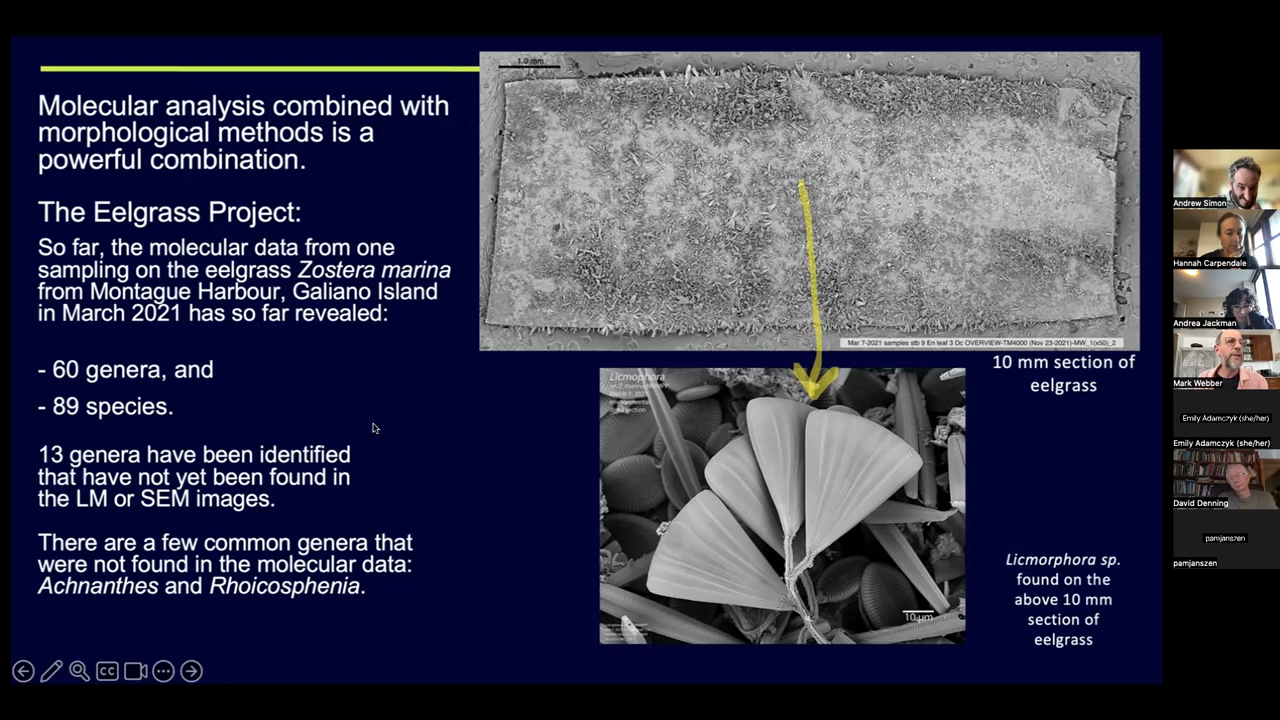 Molecular analysis combined with
morphological methods is a
powerful combination.
The Eelgrass Project:
So far, the molecular data from one
sampling on the eelgrass Zostera marina
from Montague Harbour, Galiano Island
in March 2021 has so far revealed:
- 60 genera, and
- 89 species.
13 genera have been identified
that have not yet been found in
the LM or SEM images.
There are a few common genera that
were not found in the molecular data:
Achnanthes and Rhoicosphenia.
1.0 mm
Mar 7-2021 samples stb 9 En leaf 3 Dc OVERVIEW-TM4000 (Nov 23-2021)-MW_1(x50)_2
10 mm section of
eelgrass
Licmophora
10 µm
Licmorphora sp.
found on the
above 10 mm
section of
eelgrass
CC
Andrew Simon
Hannah Carpendale
Andrea Jackman
Mark Webber
Emily Adamczyk (she/her)
Emily Adamczyk (she/her)
David Denning
pamjanszen
pamjanszen